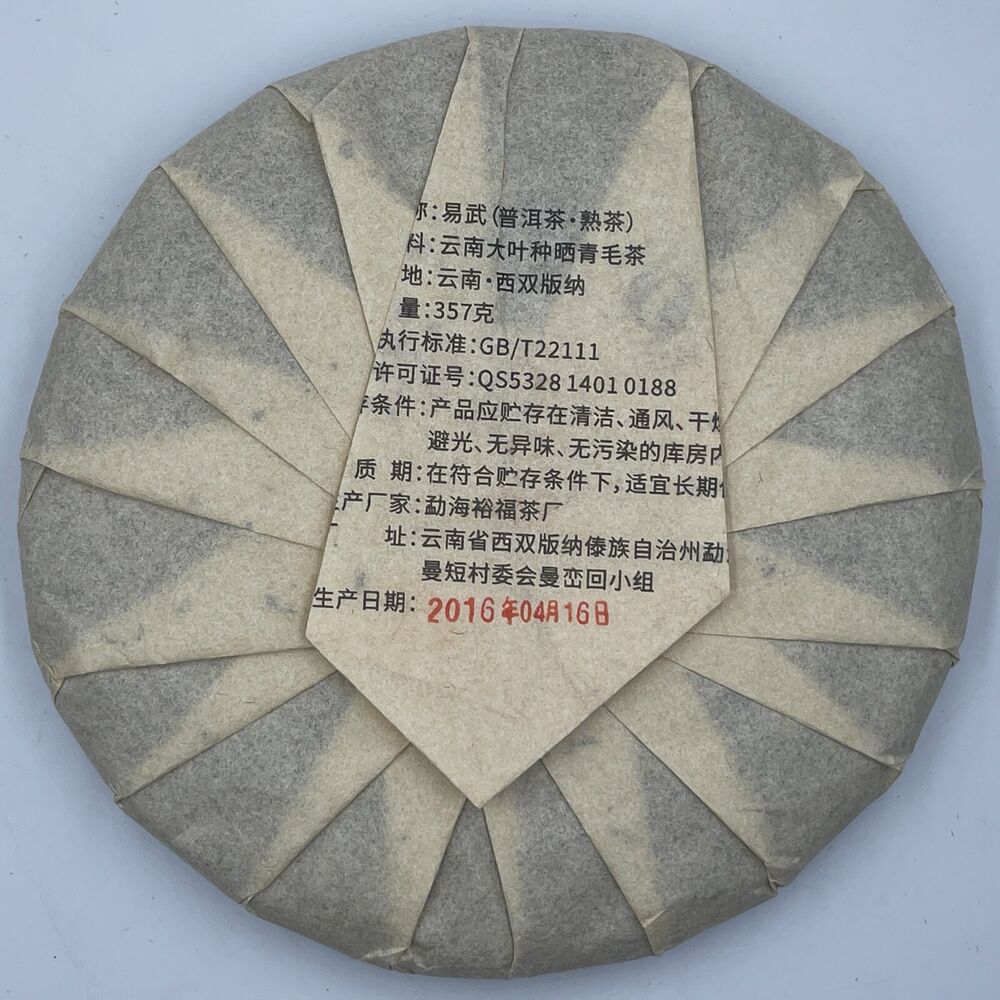 称:易武(普洱茶·熟茶)
料:云南大叶种晒青毛茶
地:云南·西双版纳
量:357克
执行标准:GB/T22111
许可证号:QS5328 1401 0188
存条件:产品应贮存在清洁、通风、干燥
避光、无异味、无污染的库房内
质 期:在符合贮存条件下,适宜长期
生产厂家:勐海裕福茶厂
址:云南省西双版纳傣族自治州勐
曼短村委会曼峦回小组
生产日期:2016年04月16日